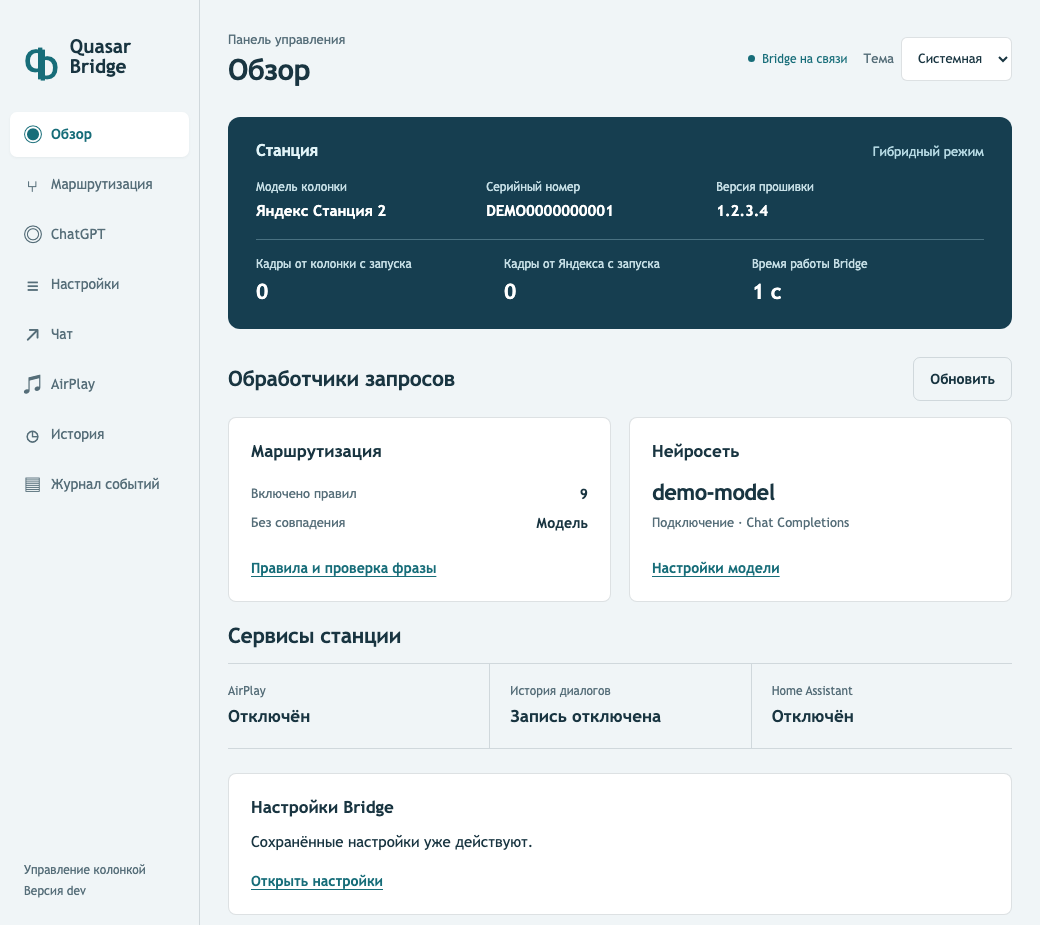 Quasar
Bridge
Обзор
Маршрутизация
ChatGPT
Настройки
Чат
AirPlay
История
Журнал событий
Управление колонкой
Версия dev
Панель управления
Обзор
Bridge на связи
Тема
Системная
Станция
Гибридный режим
Модель колонки
Яндекс Станция 2
Серийный номер
DEMO0000000001
Версия прошивки
1.2.3.4
Кадры от колонки с запуска
0
Кадры от Яндекса с запуска
0
Время работы Bridge
1 с
Обработчики запросов
Обновить
Маршрутизация
Включено правил
9
Без совпадения
Модель
Правила и проверка фразы
Нейросеть
demo-model
Подключение · Chat Completions
Настройки модели
Сервисы станции
AirPlay
Отключён
История диалогов
Запись отключена
Home Assistant
Отключён
Настройки Bridge
Сохранённые настройки уже действуют.
Открыть настройки